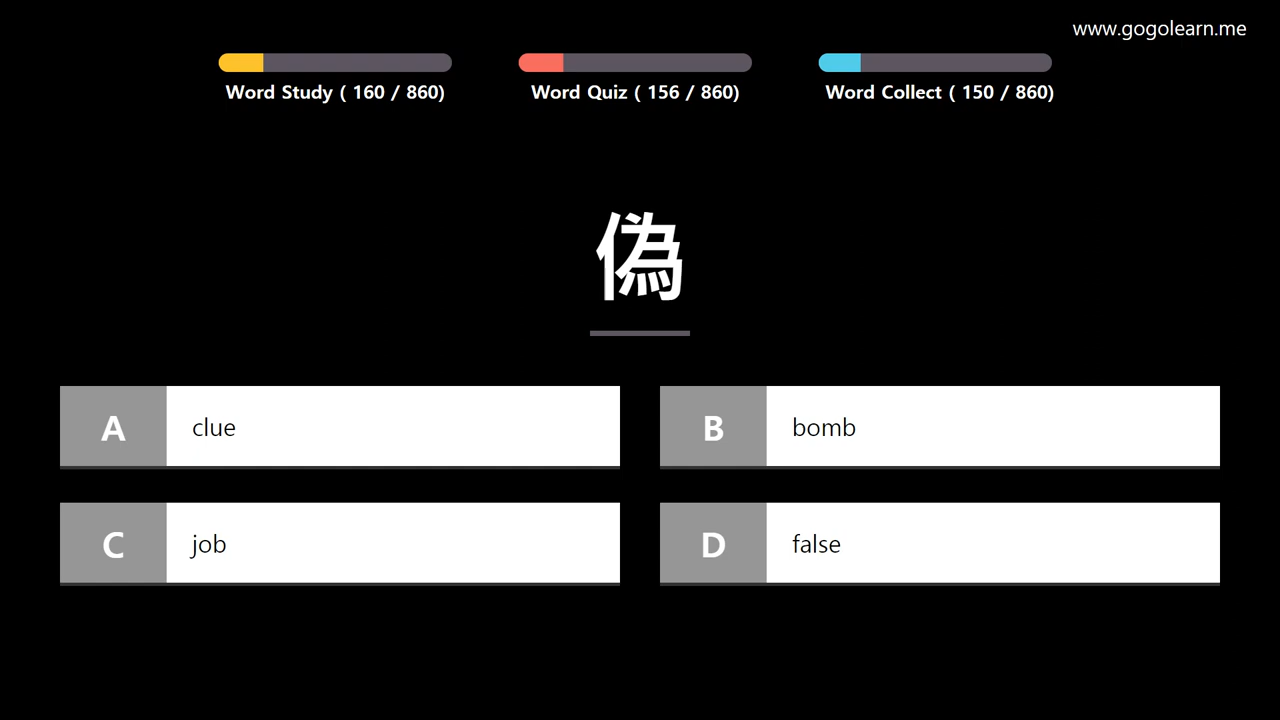 www.gogolearn.me
Word Study ( 160 / 860)
Word Quiz ( 156 / 860)
Word Collect ( 150 / 860)
偽
A clue
B bomb
C job
D false